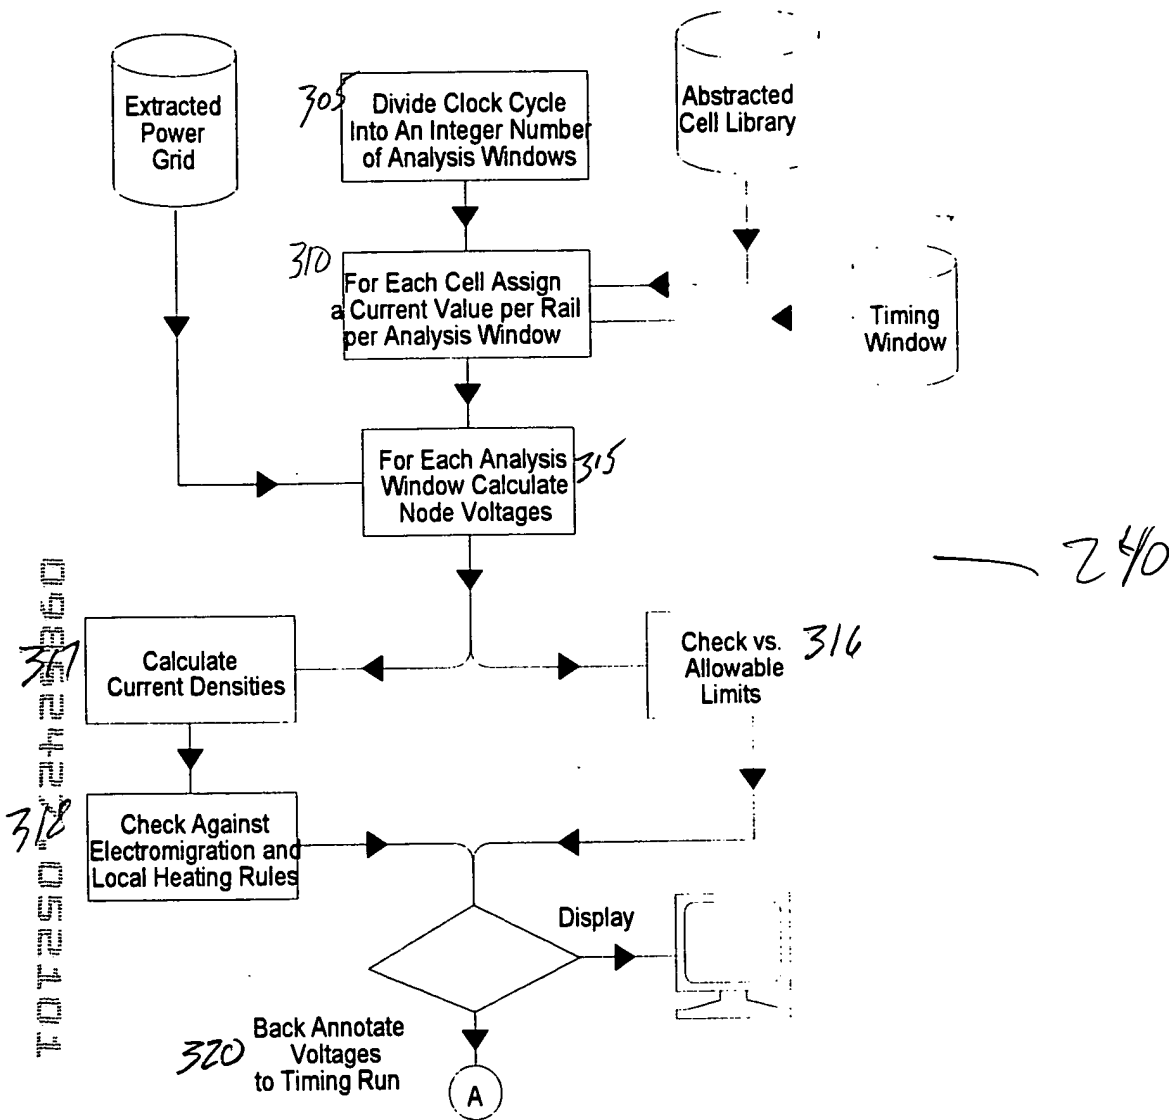 Extracted
Power
Grid
305
Divide Clock Cycle
Into An Integer Number
of Analysis Windows
Abstracted
Cell Library
310
For Each Cell Assign
a Current Value per Rail
per Analysis Window
Timing
Window
For Each Analysis
Window Calculate
Node Voltages
315
240
317
Calculate
Current Densities
Check vs.
Allowable
Limits
316
318
Check Against
Electromigration and
Local Heating Rules
Display
320
Back Annotate
Voltages
to Timing Run
A